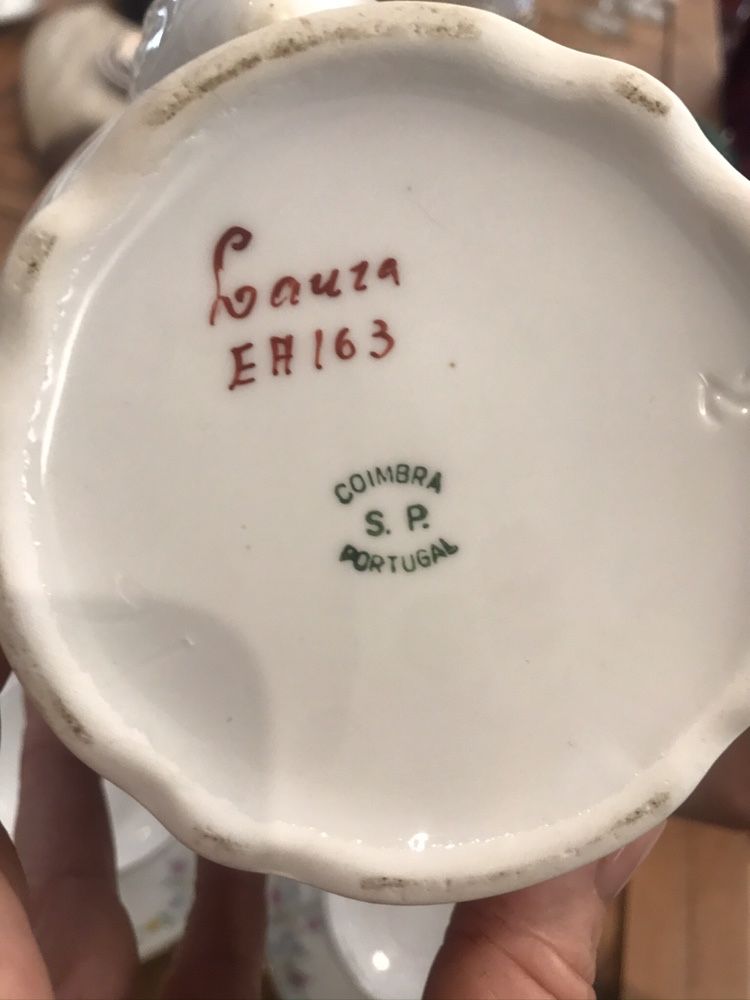 Laura
EA163
COIMBRA
S. P.
PORTUGAL